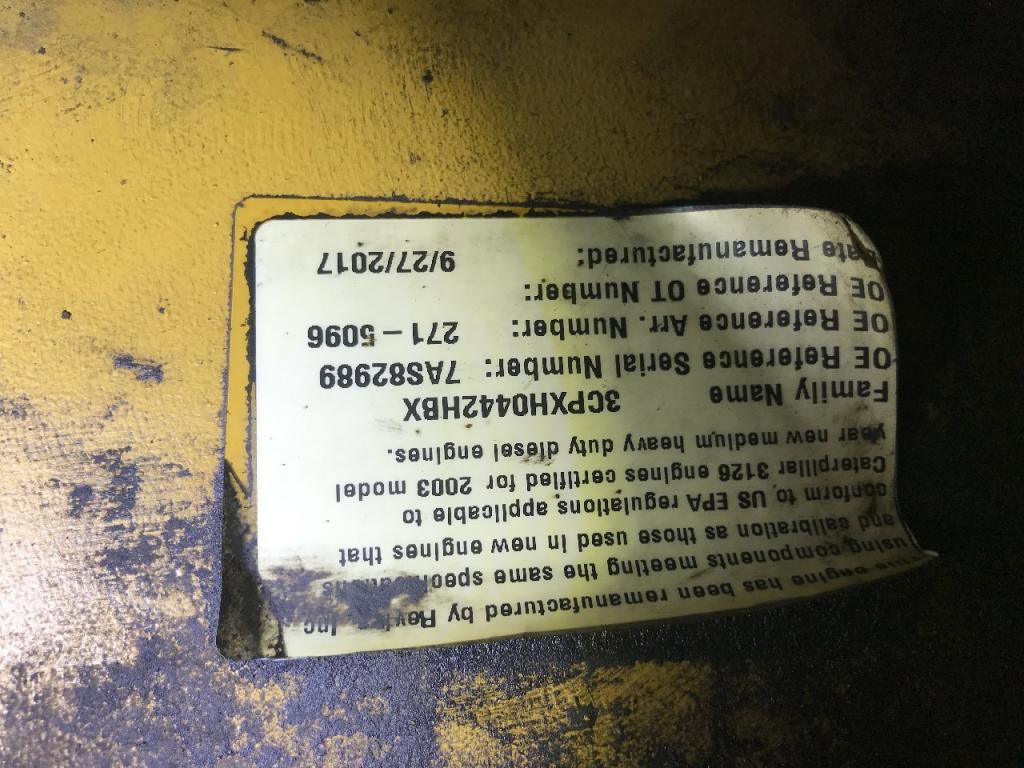 This engine has been remanufactured by Inc
using components meeting the same specifications
and calibration as those used in new engines that
conform to US EPA regulations applicable to
Caterpillar 3126 engines certified for 2003 model
year new medium heavy duty diesel engines.
Family Name 3CPXH0442HBX
OE Reference Serial Number: 7AS82989
OE Reference Arr. Number: 271-5096
OE Reference OT Number:
Date Remanufactured: 9/27/2017